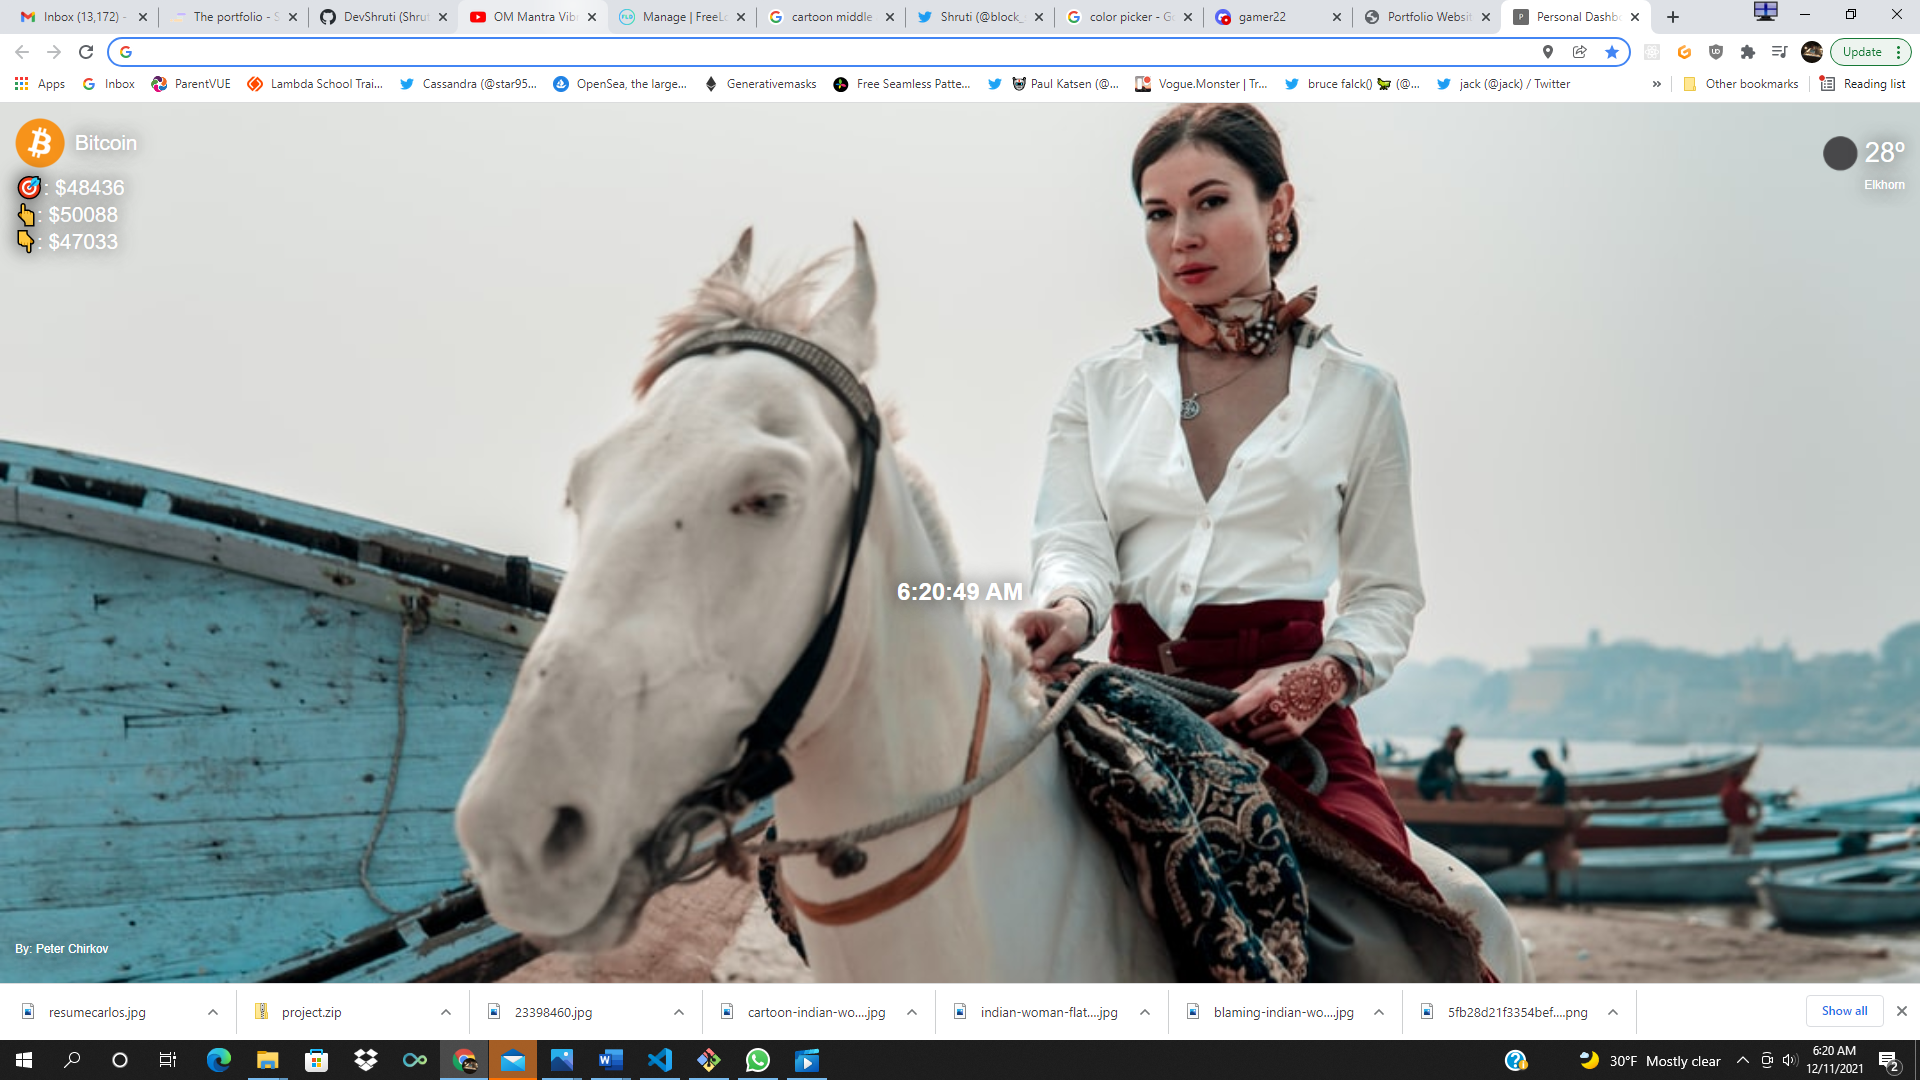 Inbox (13,172) -
The portfolio - S
DevShruti (Shrut
OM Mantra Vib
Manage | FreeL
cartoon middle
Shruti (@block_
color picker - G
gamer22
Portfolio Websit
Personal Dashb
Update
Apps
Inbox
ParentVUE
Lambda School Trai...
Cassandra (@star95...
OpenSea, the large...
Generativemasks
Free Seamless Patte...
Paul Katsen (@...
Vogue.Monster | Tr...
bruce falck() 🦖 (@...
jack (@jack) / Twitter
»
Other bookmarks
Reading list
Bitcoin
🎯: $48436
👆: $50088
👇: $47033
28º
Elkhorn
6:20:49 AM
By: Peter Chirkov
resumecarlos.jpg
project.zip
23398460.jpg
cartoon-indian-wo....jpg
indian-woman-flat....jpg
blaming-indian-wo....jpg
5fb28d21f3354bef....png
Show all
30°F Mostly clear
6:20 AM
12/11/2021
2